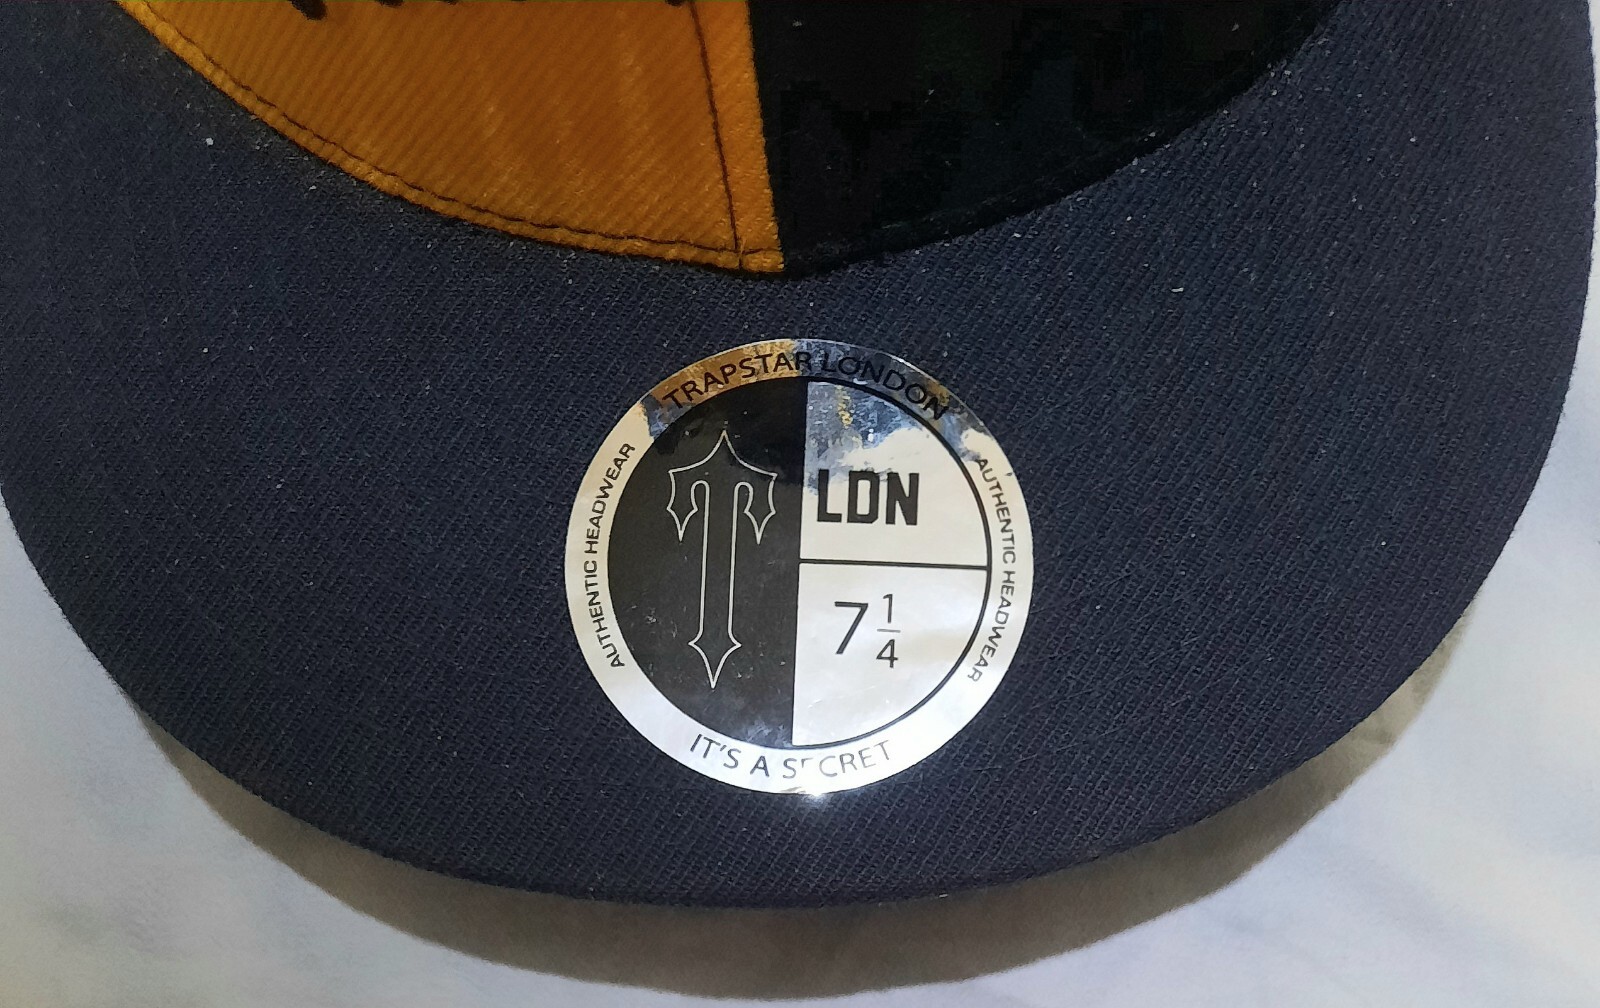 TRAPSTAR LONDON
AUTHENTIC HEADWEAR
LDN
7 1/4
AUTHENTIC HEADWEAR
IT'S A SECRET